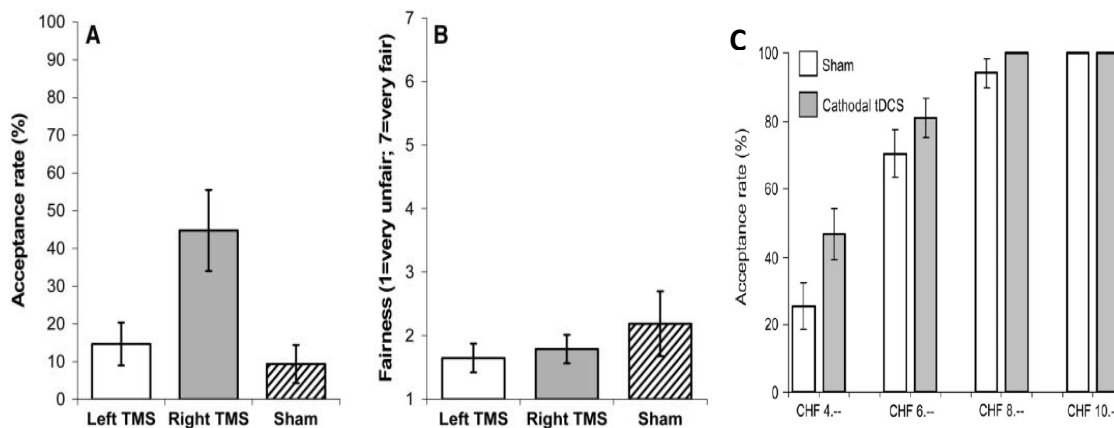 A
Acceptance rate (%)
100
90
80
70
60
50
40
30
20
10
0
Left TMS Right TMS Sham
B
Fairness (1=very unfair; 7=very fair)
7
6
5
4
3
2
1
Left TMS Right TMS Sham
C
Acceptance rate (%)
100
80
60
40
20
0
Sham
Cathodal tDCS
CHF 4.-- CHF 6.-- CHF 8.-- CHF 10.--